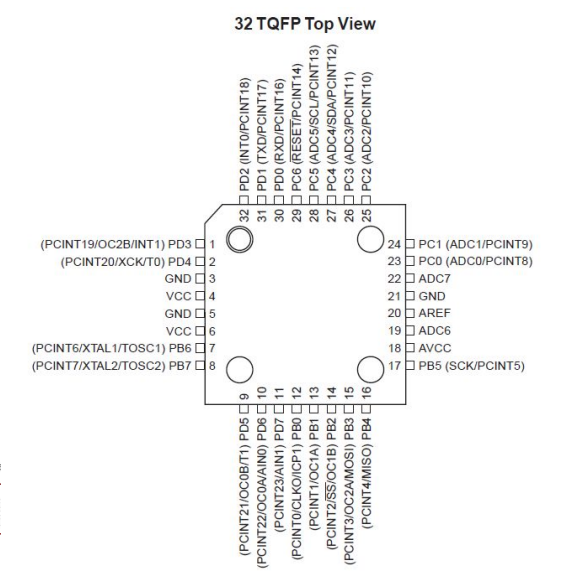 32 TQFP Top View
PD2 (INT0/PCINT18)
PD1 (TXD/PCINT17)
PD0 (RXD/PCINT16)
PC6 (RESET/PCINT14)
PC5 (ADC5/SCL/PCINT13)
PC4 (ADC4/SDA/PCINT12)
PC3 (ADC3/PCINT11)
PC2 (ADC2/PCINT10)
32
31
30
29
28
27
26
25
(PCINT19/OC2B/INT1) PD3 1
(PCINT20/XCK/T0) PD4 2
GND 3
VCC 4
GND 5
VCC 6
(PCINT6/XTAL1/TOSC1) PB6 7
(PCINT7/XTAL2/TOSC2) PB7 8
24 PC1 (ADC1/PCINT9)
23 PC0 (ADC0/PCINT8)
22 ADC7
21 GND
20 AREF
19 ADC6
18 AVCC
17 PB5 (SCK/PCINT5)
9
10
11
12
13
14
15
16
(PCINT21/OC0B/T1) PD5
(PCINT22/OC0A/AIN0) PD6
(PCINT23/AIN1) PD7
(PCINT0/CLKO/ICP1) PB0
(PCINT1/OC1A) PB1
(PCINT2/SS/OC1B) PB2
(PCINT3/OC2A/MOSI) PB3
(PCINT4/MISO) PB4